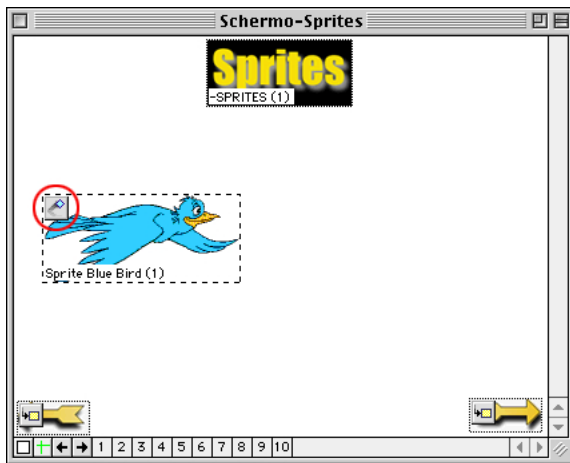 Schermo-Sprites
Sprites
-SPRITES (1)
Sprite Blue Bird (1)
1 2 3 4 5 6 7 8 9 10